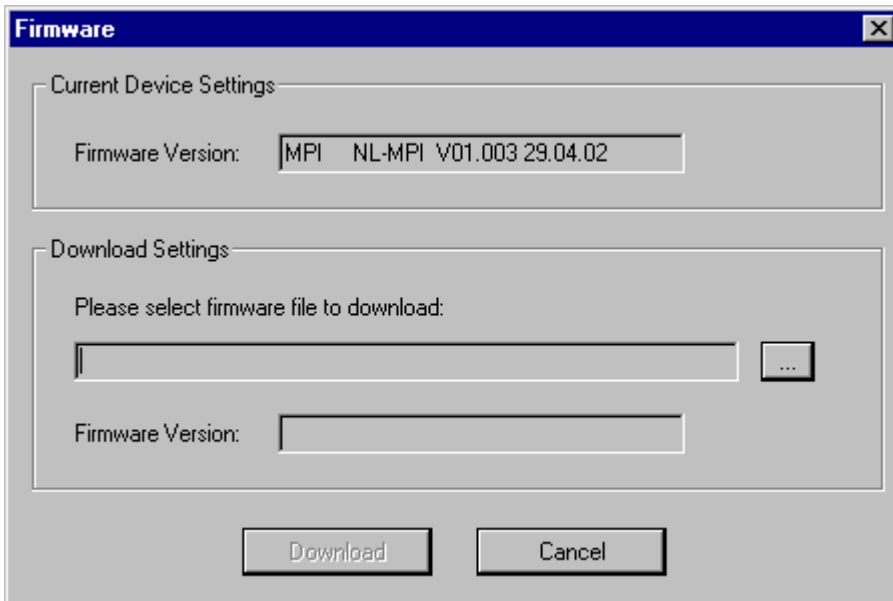 Firmware
Current Device Settings
Firmware Version: MPI NL-MPI V01.003 29.04.02
Download Settings
Please select firmware file to download:
...
Firmware Version:
Download Cancel